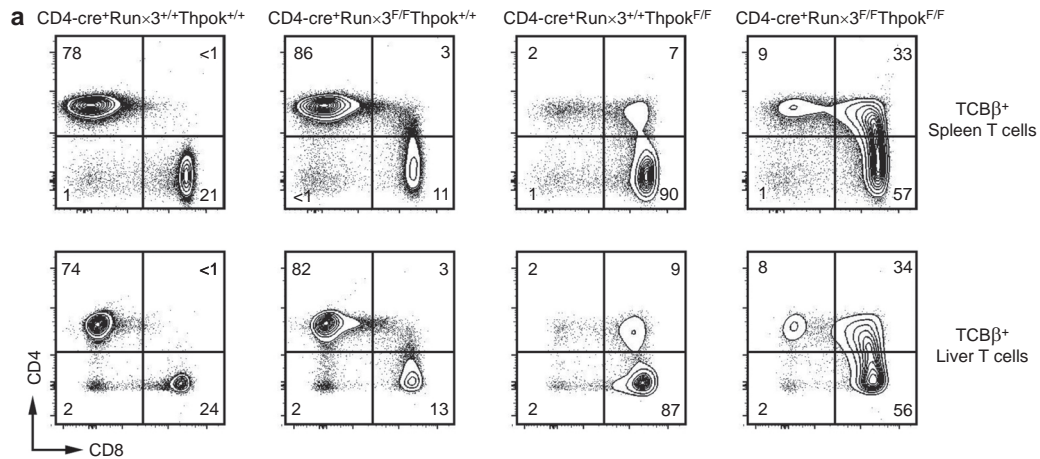 a
CD4-cre+Run×3+/+Thpok+/+
CD4-cre+Run×3F/FThpok+/+
CD4-cre+Run×3+/+ThpokF/F
CD4-cre+Run×3F/FThpokF/F
78 <1 86 3 2 7 9 33
TCBβ+
Spleen T cells
1 21 <1 11 1 90 1 57
74 <1 82 3 2 9 8 34
TCBβ+
Liver T cells
2 24 2 13 2 87 2 56
CD4
CD8